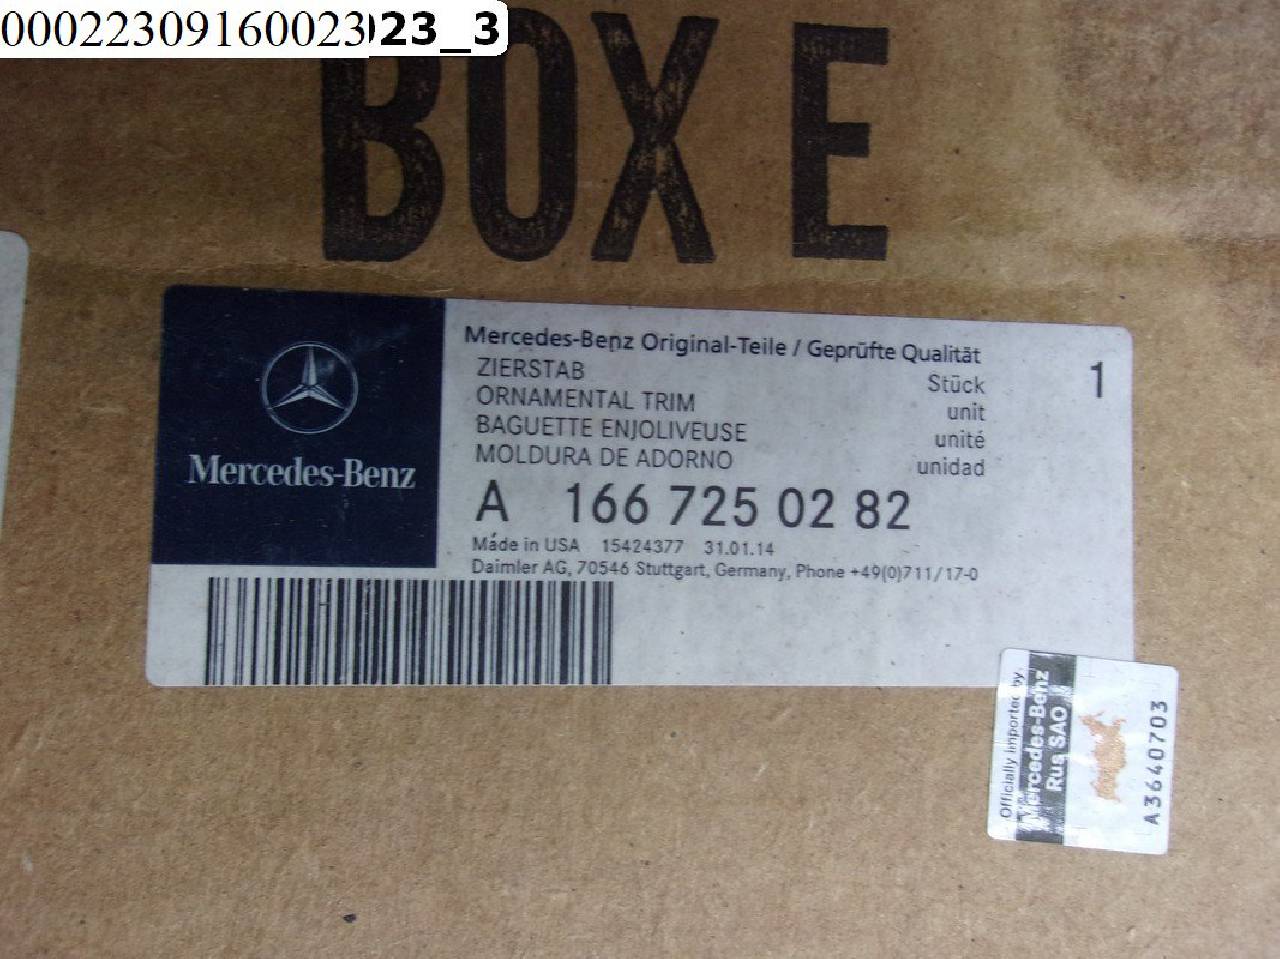 00022309160023023_3
BOX E
Mercedes-Benz
Mercedes-Benz Original-Teile / Geprüfte Qualität
ZIERSTAB Stück 1
ORNAMENTAL TRIM unit
BAGUETTE ENJOLIVEUSE unité
MOLDURA DE ADORNO unidad
A 166 725 02 82
Made in USA 15424377 31.01.14
Daimler AG, 70546 Stuttgart, Germany, Phone +49(0)711/17-0
Officially imported by
Mercedes-Benz
Rus SAO
A3640703